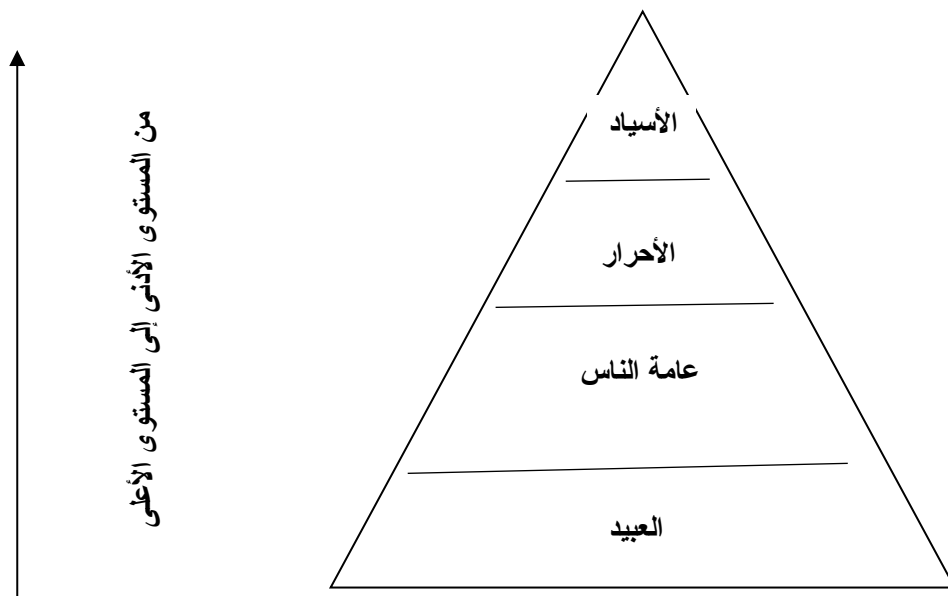 الأسياد
الأحرار
عامة الناس
العبيد
من المستوى الأدنى إلى المستوى الأعلى